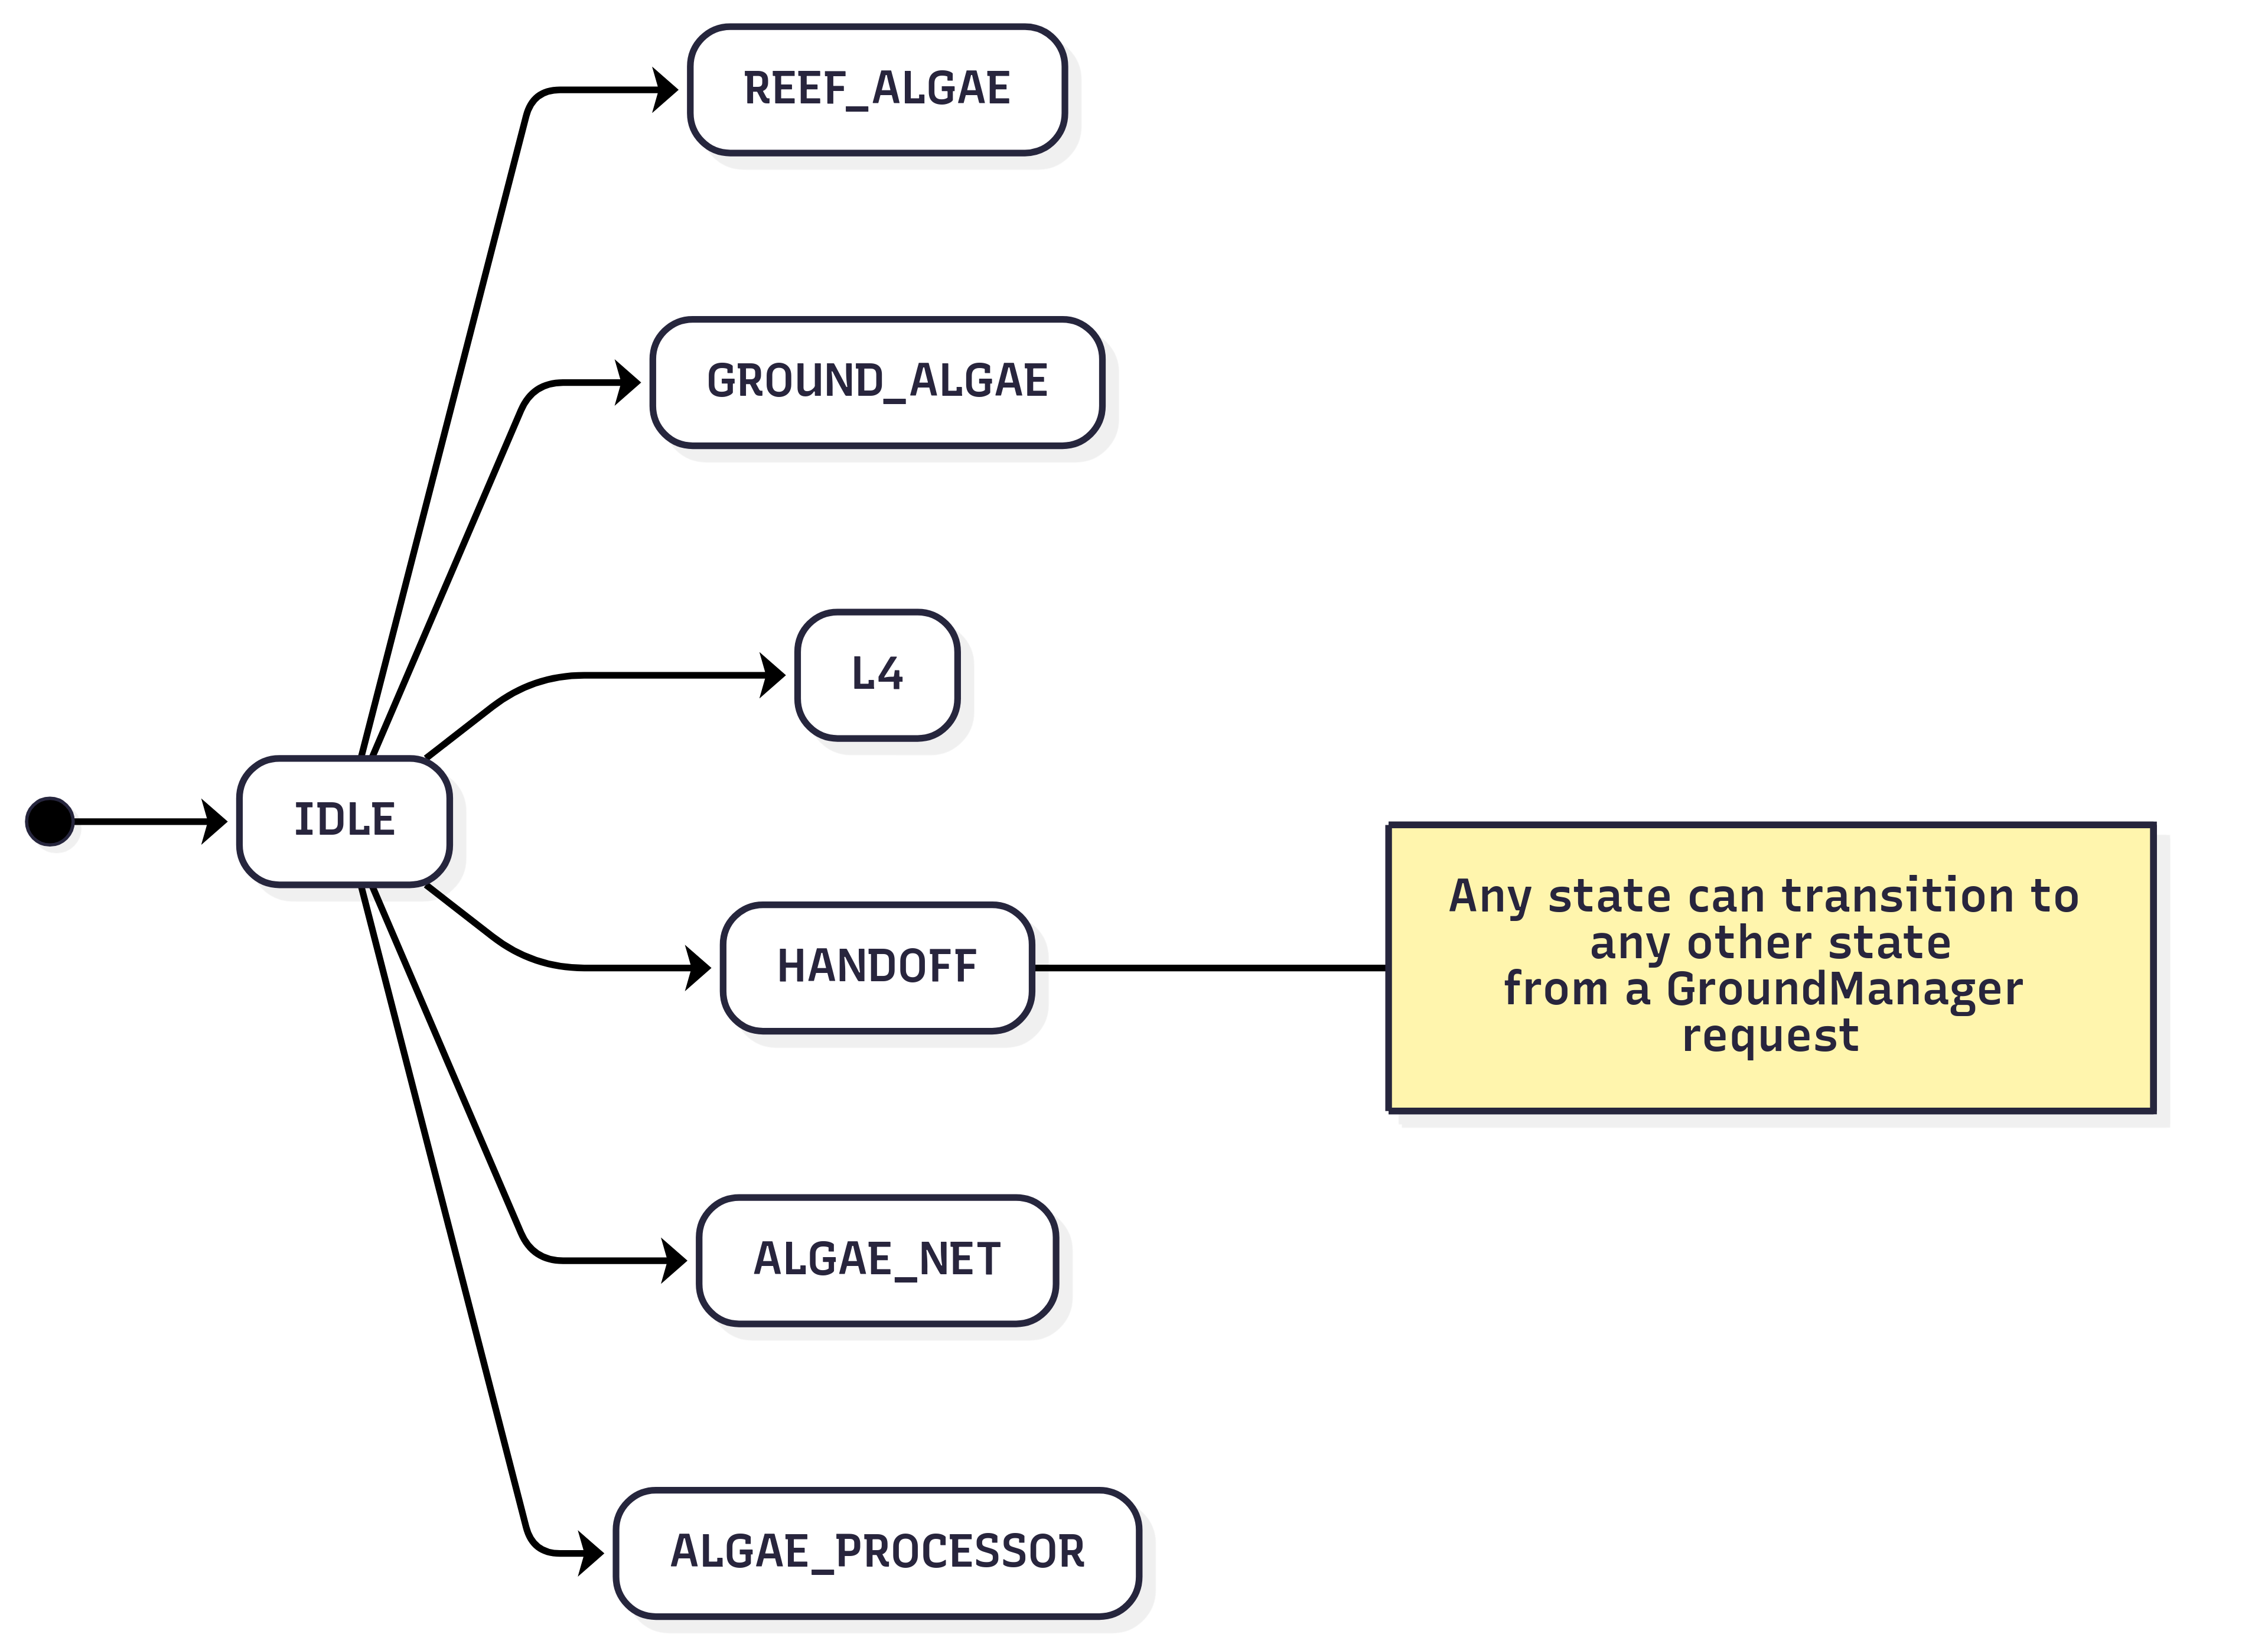 REEF_ALGAE
GROUND_ALGAE
L4
IDLE
HANDOFF
Any state can transition to
any other state
from a GroundManager
request
ALGAE_NET
ALGAE_PROCESSOR